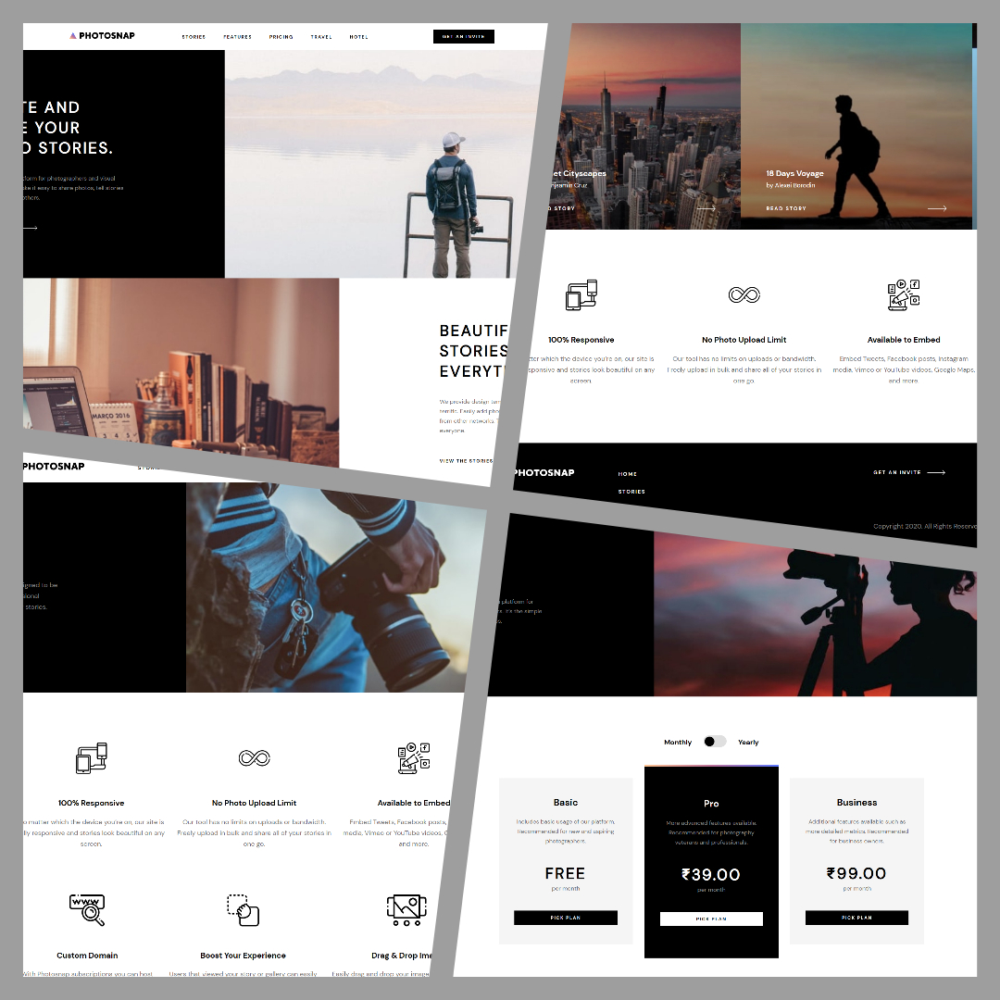 PHOTOSNAP
STORIES FEATURES PRICING TRAVEL HOTEL
GET AN INVITE
TE AND
E YOUR
O STORIES.
form for photographers and visual
ke it easy to share photos, tell stories
others.
MARÇO 2016
BEAUTIF
STORIES
EVERYT
We provide design tem
terrific. Easily add pho
from other networks.
everyone.
VIEW THE STORIES
et Cityscapes
njamin Cruz
D STORY
18 Days Voyage
by Alexei Borodin
READ STORY
100% Responsive
tter which the device you're on, our site is
sponsive and stories look beautiful on any
screen.
No Photo Upload Limit
Our tool has no limits on uploads or bandwidth.
Freely upload in bulk and share all of your stories in
one go.
Available to Embed
Embed Tweets, Facebook posts, Instagram
media, Vimeo or YouTube videos, Google Maps,
and more.
PHOTOSNAP
HOME
STORIES
GET AN INVITE
Copyright 2020. All Rights Reserve
PHOTOSNAP
igned to be
sional
r stories.
100% Responsive
o matter which the device you're on, our site is
lly responsive and stories look beautiful on any
screen.
No Photo Upload Limit
Our tool has no limits on uploads or bandwidth.
Freely upload in bulk and share all of your stories in
one go.
Available to Embed
Embed Tweets, Facebook posts,
media, Vimeo or YouTube videos,
and more.
WWW
Custom Domain
With Photosnap subscriptions you can host
Boost Your Experience
Users that viewed your story or gallery can easily
Drag & Drop Ima
Easily drag and drop your image
platform for
rs. It's the simple
Monthly
Yearly
Basic
Includes basic usage of our platform.
Recommended for new and aspiring
photographers.
FREE
per month
PICK PLAN
Pro
More advanced features available.
Recommended for photography
veterans and professionals.
₹39.00
per month
PICK PLAN
Business
Additional features available such as
more detailed metrics. Recommended
for business owners.
₹99.00
per month
PICK PLAN